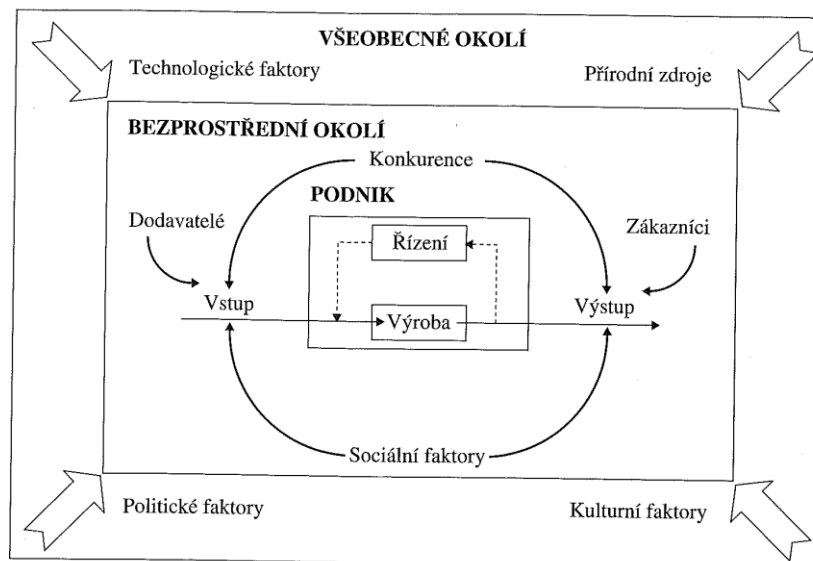 VŠEOBECNÉ OKOLÍ
Technologické faktory
Přírodní zdroje
BEZPROSTŘEDNÍ OKOLÍ
Konkurence
PODNIK
Dodavatelé
Řízení
Zákazníci
Vstup
Výroba
Výstup
Sociální faktory
Politické faktory
Kulturní faktory